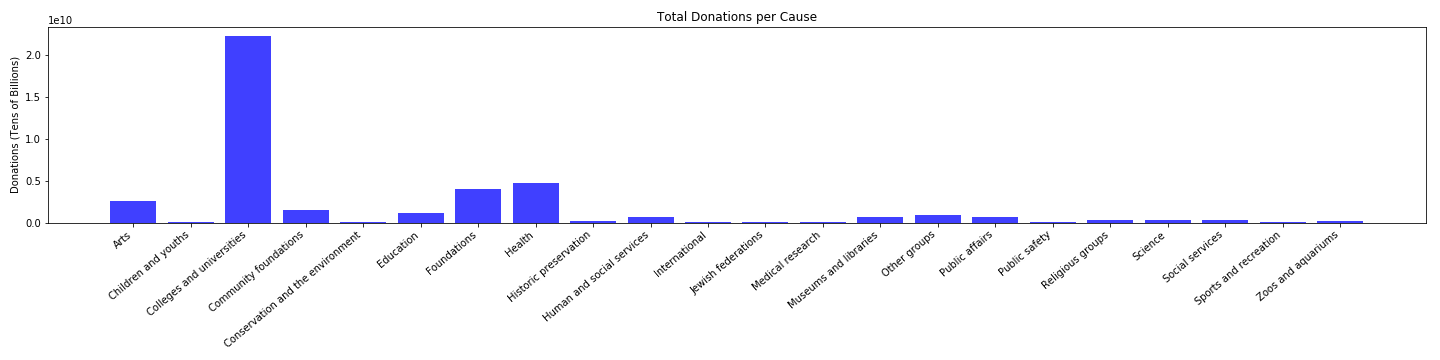 Total Donations per Cause
1e10
Donations (Tens of Billions)
2.0
1.5
1.0
0.5
0.0
Arts
Children and youths
Colleges and universities
Community foundations
Conservation and the environment
Education
Foundations
Health
Historic preservation
Human and social services
International
Jewish federations
Medical research
Museums and libraries
Other groups
Public affairs
Public safety
Religious groups
Science
Social services
Sports and recreation
Zoos and aquariums